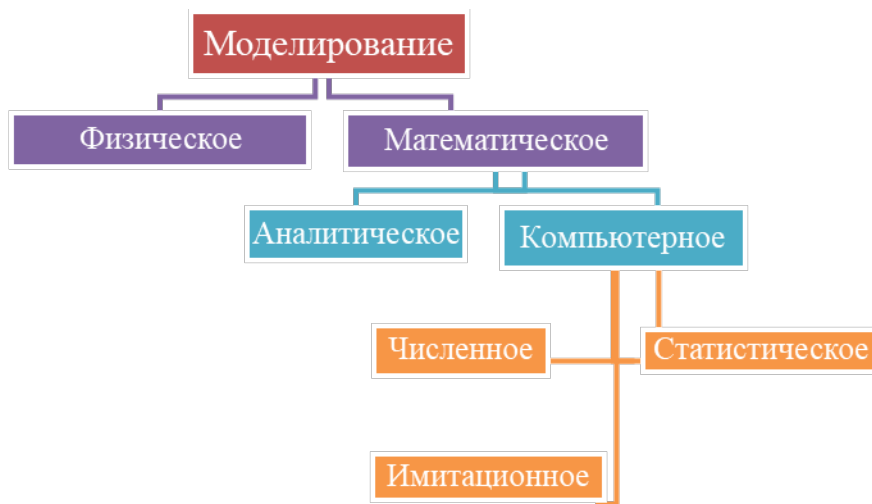 Моделирование
Физическое
Математическое
Аналитическое
Компьютерное
Численное
Статистическое
Имитационное